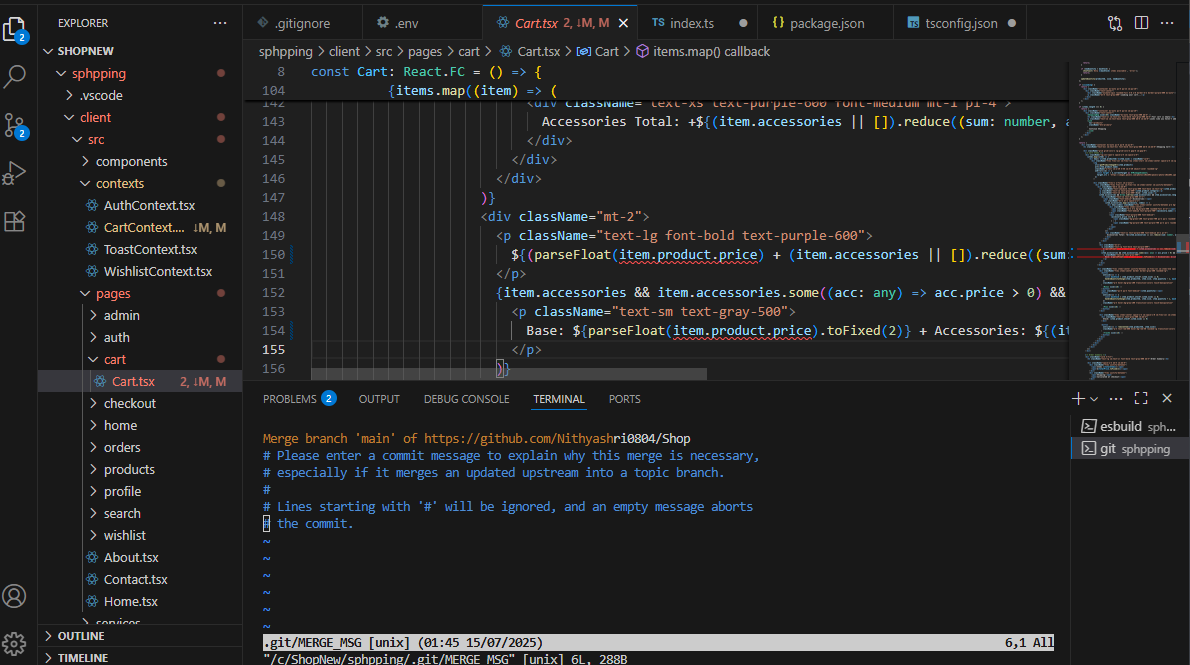 EXPLORER
SHOPNEW
sphpping
.vscode
client
src
components
contexts
AuthContext.tsx
CartContext.... ↓M, M
ToastContext.tsx
WishlistContext.tsx
pages
admin
auth
cart
Cart.tsx 2, ↓M, M
checkout
home
orders
products
profile
search
wishlist
About.tsx
Contact.tsx
Home.tsx
services
OUTLINE
TIMELINE
2
2
.gitignore
.env
Cart.tsx 2, ↓M, M
TS index.ts
{} package.json
TS tsconfig.json
sphpping > client > src > pages > cart > Cart.tsx > Cart > items.map() callback
8 const Cart: React.FC = () => {
104 {items.map((item) => (
142 <div className="text-xs text-purple-600 font-medium mt-1 pl-4">
143 Accessories Total: +${(item.accessories || []).reduce((sum: number, a
144 </div>
145 </div>
146 </div>
147 )}
148 <div className="mt-2">
149 <p className="text-lg font-bold text-purple-600">
150 ${(parseFloat(item.product.price) + (item.accessories || []).reduce((sum:
151 </p>
152 {item.accessories && item.accessories.some((acc: any) => acc.price > 0) &&
153 <p className="text-sm text-gray-500">
154 Base: ${parseFloat(item.product.price).toFixed(2)} + Accessories: ${(it
155 </p>
156 )}
PROBLEMS 2 OUTPUT DEBUG CONSOLE TERMINAL PORTS
Merge branch 'main' of https://github.com/Nithyashri0804/Shop
# Please enter a commit message to explain why this merge is necessary,
# especially if it merges an updated upstream into a topic branch.
#
# Lines starting with '#' will be ignored, and an empty message aborts
# the commit.
~
~
~
~
~
~
.git/MERGE_MSG [unix] (01:45 15/07/2025) 6,1 All
"/c/ShopNew/sphpping/.git/MERGE_MSG" [unix] 6L, 288B
esbuild sph...
git sphpping